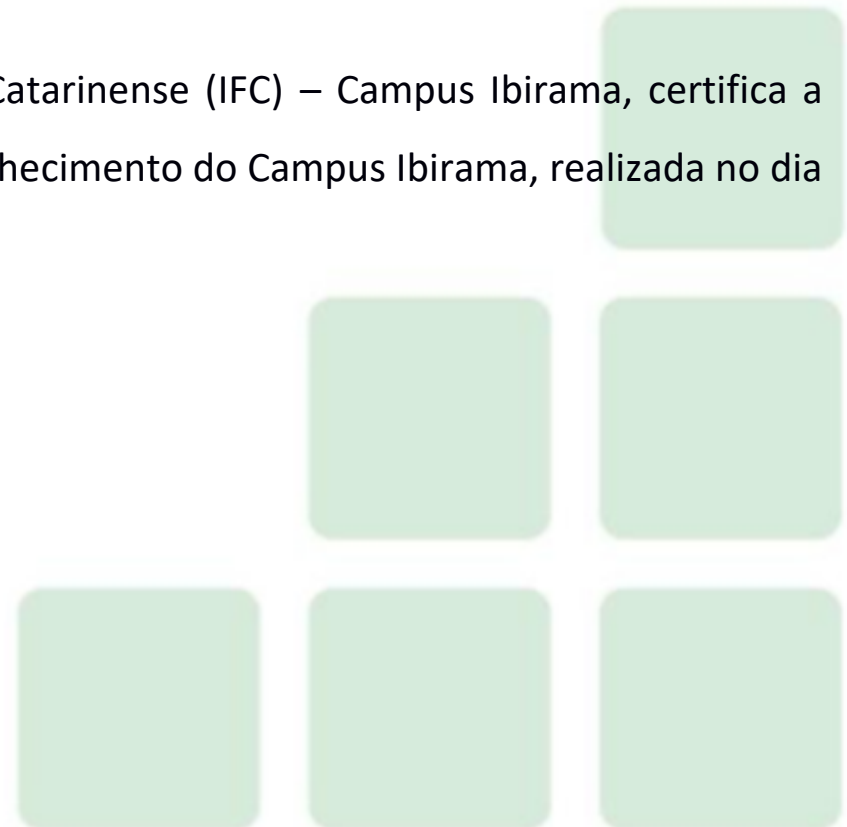 Catarinense (IFC) – Campus Ibirama, certifica a
hecimento do Campus Ibirama, realizada no dia